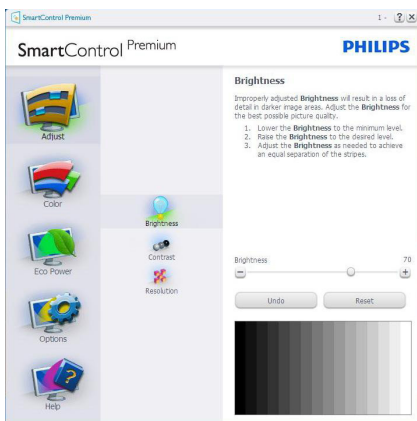 SmartControl Premium
1 -
?
X
SmartControl Premium
PHILIPS
Adjust
Color
Eco Power
Options
Help
Brightness
Contrast
Resolution
Brightness
Improperly adjusted Brightness will result in a loss of
detail in darker image areas. Adjust the Brightness for
the best possible picture quality.
1. Lower the Brightness to the minimum level.
2. Raise the Brightness to the desired level.
3. Adjust the Brightness as needed to achieve
an equal separation of the stripes.
Brightness 70
Undo Reset